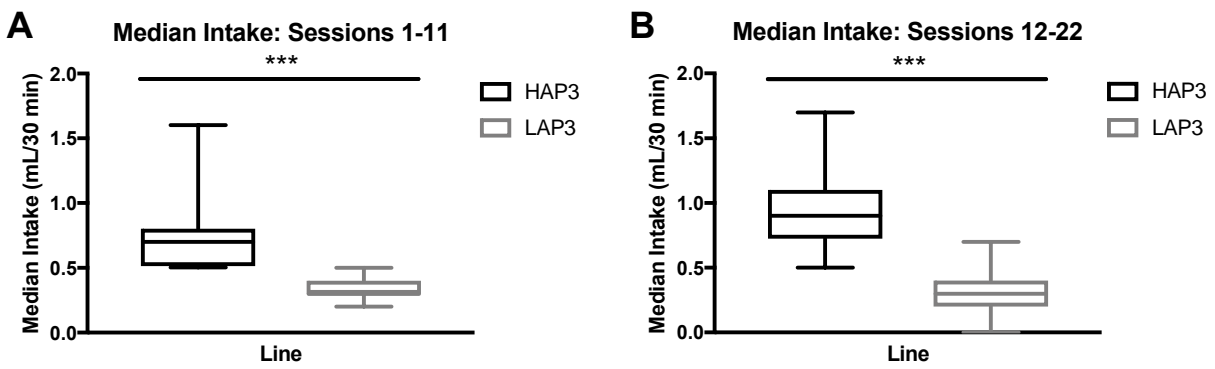 A
Median Intake: Sessions 1-11
***
HAP3
LAP3
Median Intake (mL/30 min)
2.0
1.5
1.0
0.5
0.0
Line
B
Median Intake: Sessions 12-22
***
HAP3
LAP3
Median Intake (mL/30 min)
2.0
1.5
1.0
0.5
0.0
Line